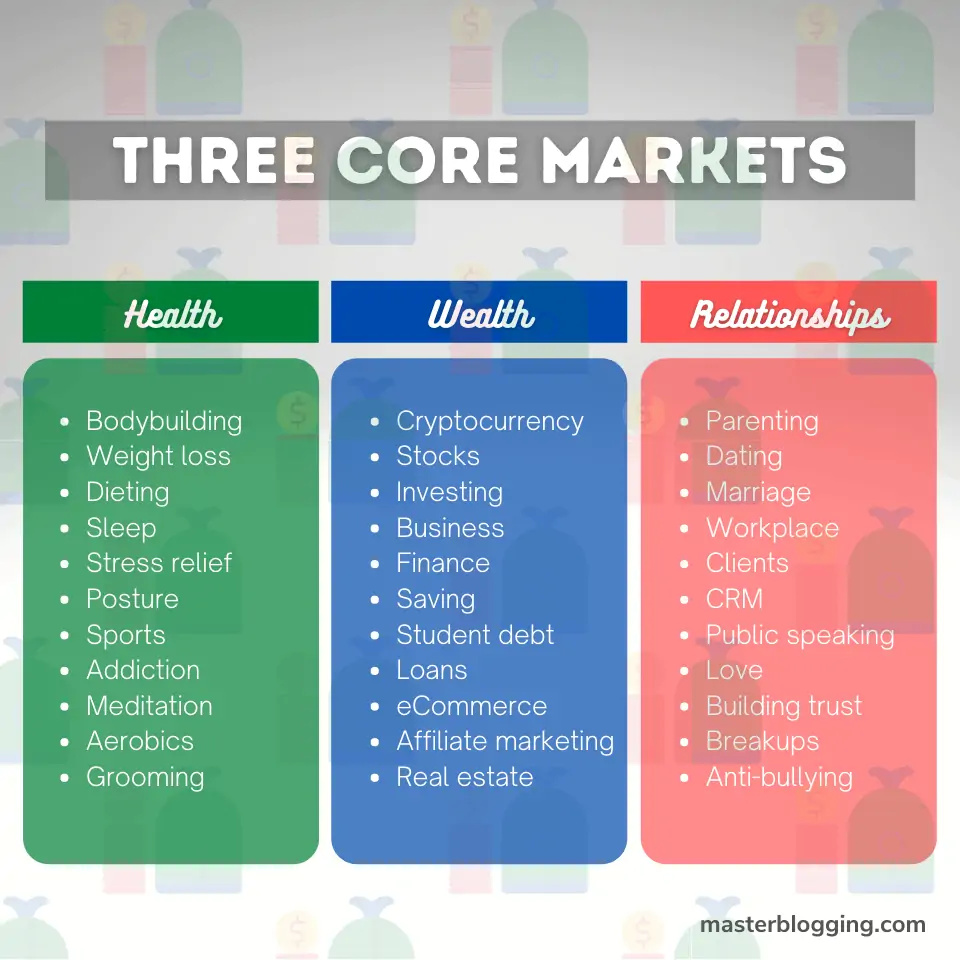 THREE CORE MARKETS
Health
Bodybuilding
Weight loss
Dieting
Sleep
Stress relief
Posture
Sports
Addiction
Meditation
Aerobics
Grooming
Wealth
Cryptocurrency
Stocks
Investing
Business
Finance
Saving
Student debt
Loans
eCommerce
Affiliate marketing
Real estate
Relationships
Parenting
Dating
Marriage
Workplace
Clients
CRM
Public speaking
Love
Building trust
Breakups
Anti-bullying
masterblogging.com